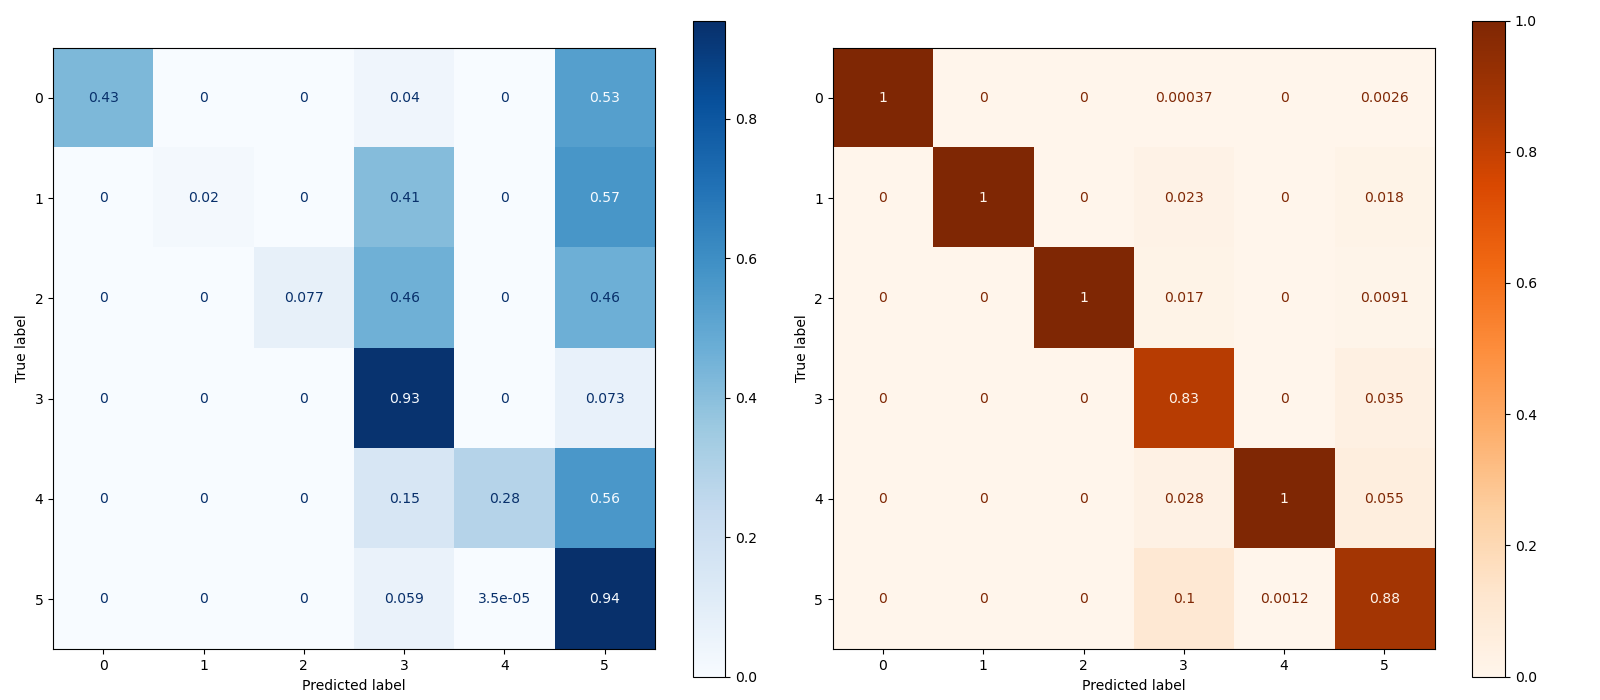 0 0.43 0 0 0.04 0 0.53
1 0 0.02 0 0.41 0 0.57
2 0 0 0.077 0.46 0 0.46
3 0 0 0 0.93 0 0.073
4 0 0 0 0.15 0.28 0.56
5 0 0 0 0.059 3.5e-05 0.94
0 1 2 3 4 5
True label
Predicted label
0.8
0.6
0.4
0.2
0.0
0 1 0 0 0.00037 0 0.0026
1 0 1 0 0.023 0 0.018
2 0 0 1 0.017 0 0.0091
3 0 0 0 0.83 0 0.035
4 0 0 0 0.028 1 0.055
5 0 0 0 0.1 0.0012 0.88
0 1 2 3 4 5
True label
Predicted label
1.0
0.8
0.6
0.4
0.2
0.0